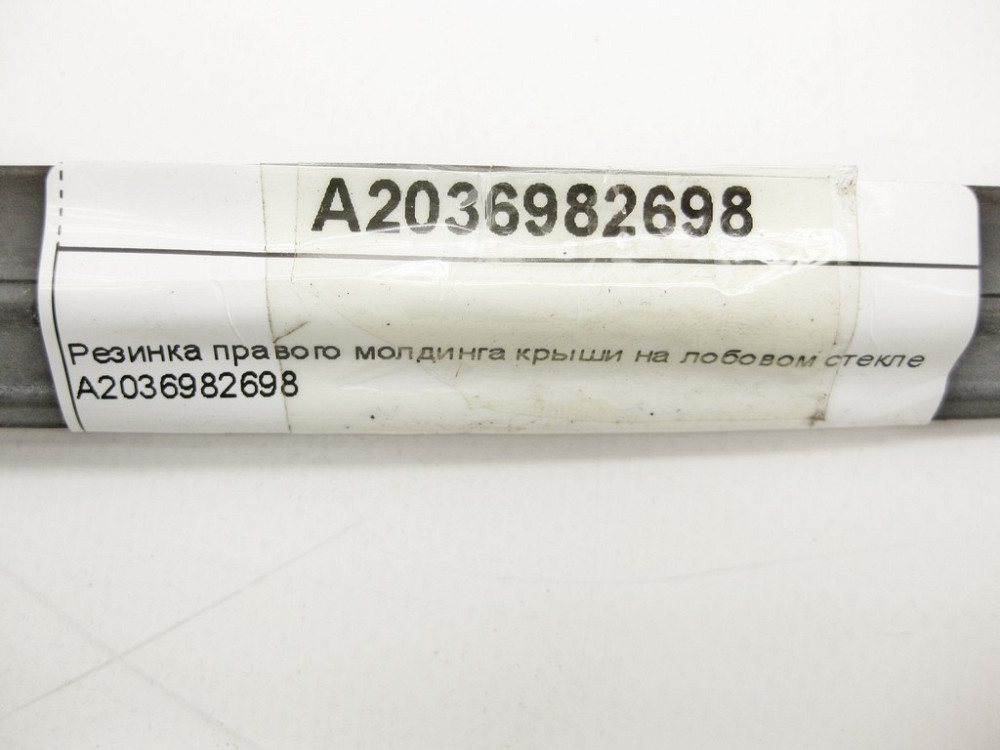 A2036982698
Резинка правого молдинга крыши на лобовом стекле
A2036982698